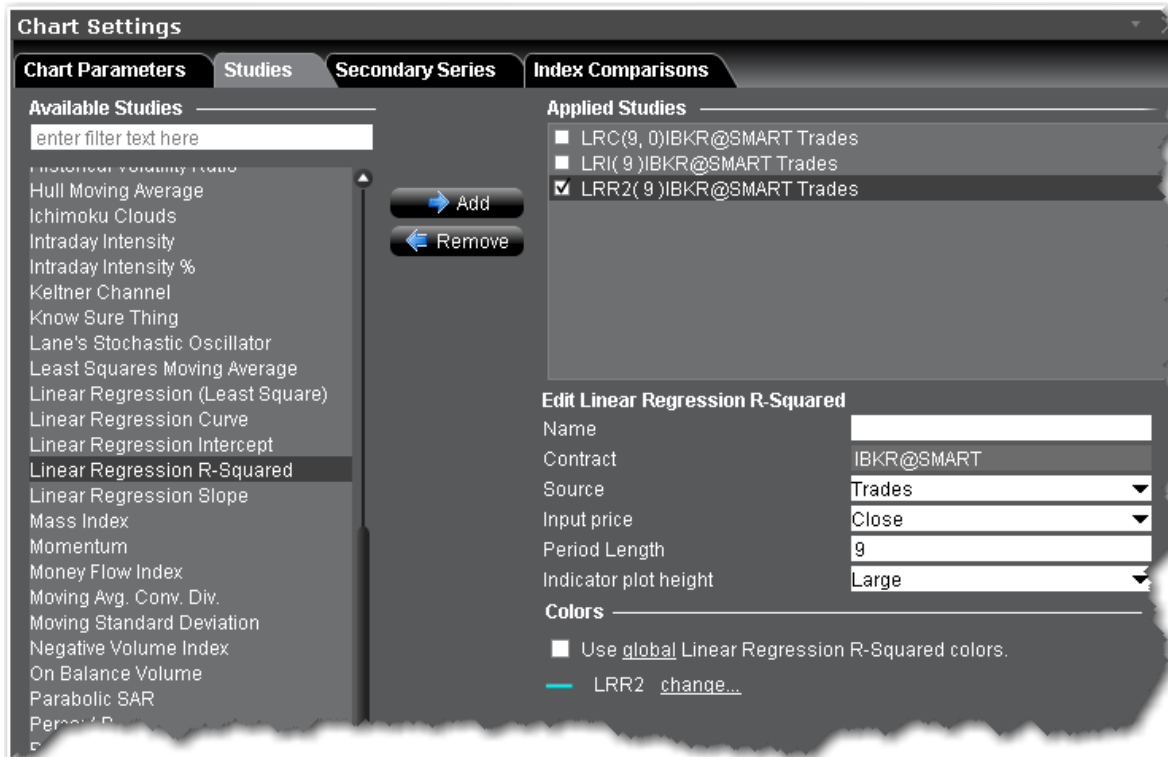 Chart Settings
Chart Parameters
Studies
Secondary Series
Index Comparisons
Available Studies
enter filter text here
Hull Moving Average
Ichimoku Clouds
Intraday Intensity
Intraday Intensity %
Keltner Channel
Know Sure Thing
Lane's Stochastic Oscillator
Least Squares Moving Average
Linear Regression (Least Square)
Linear Regression Curve
Linear Regression Intercept
Linear Regression R-Squared
Linear Regression Slope
Mass Index
Momentum
Money Flow Index
Moving Avg. Conv. Div.
Moving Standard Deviation
Negative Volume Index
On Balance Volume
Parabolic SAR
Add
Remove
Applied Studies
LRC(9, 0)IBKR@SMART Trades
LRI( 9 )IBKR@SMART Trades
LRR2( 9 )IBKR@SMART Trades
Edit Linear Regression R-Squared
Name
Contract IBKR@SMART
Source Trades
Input price Close
Period Length 9
Indicator plot height Large
Colors
Use global Linear Regression R-Squared colors.
LRR2 change...